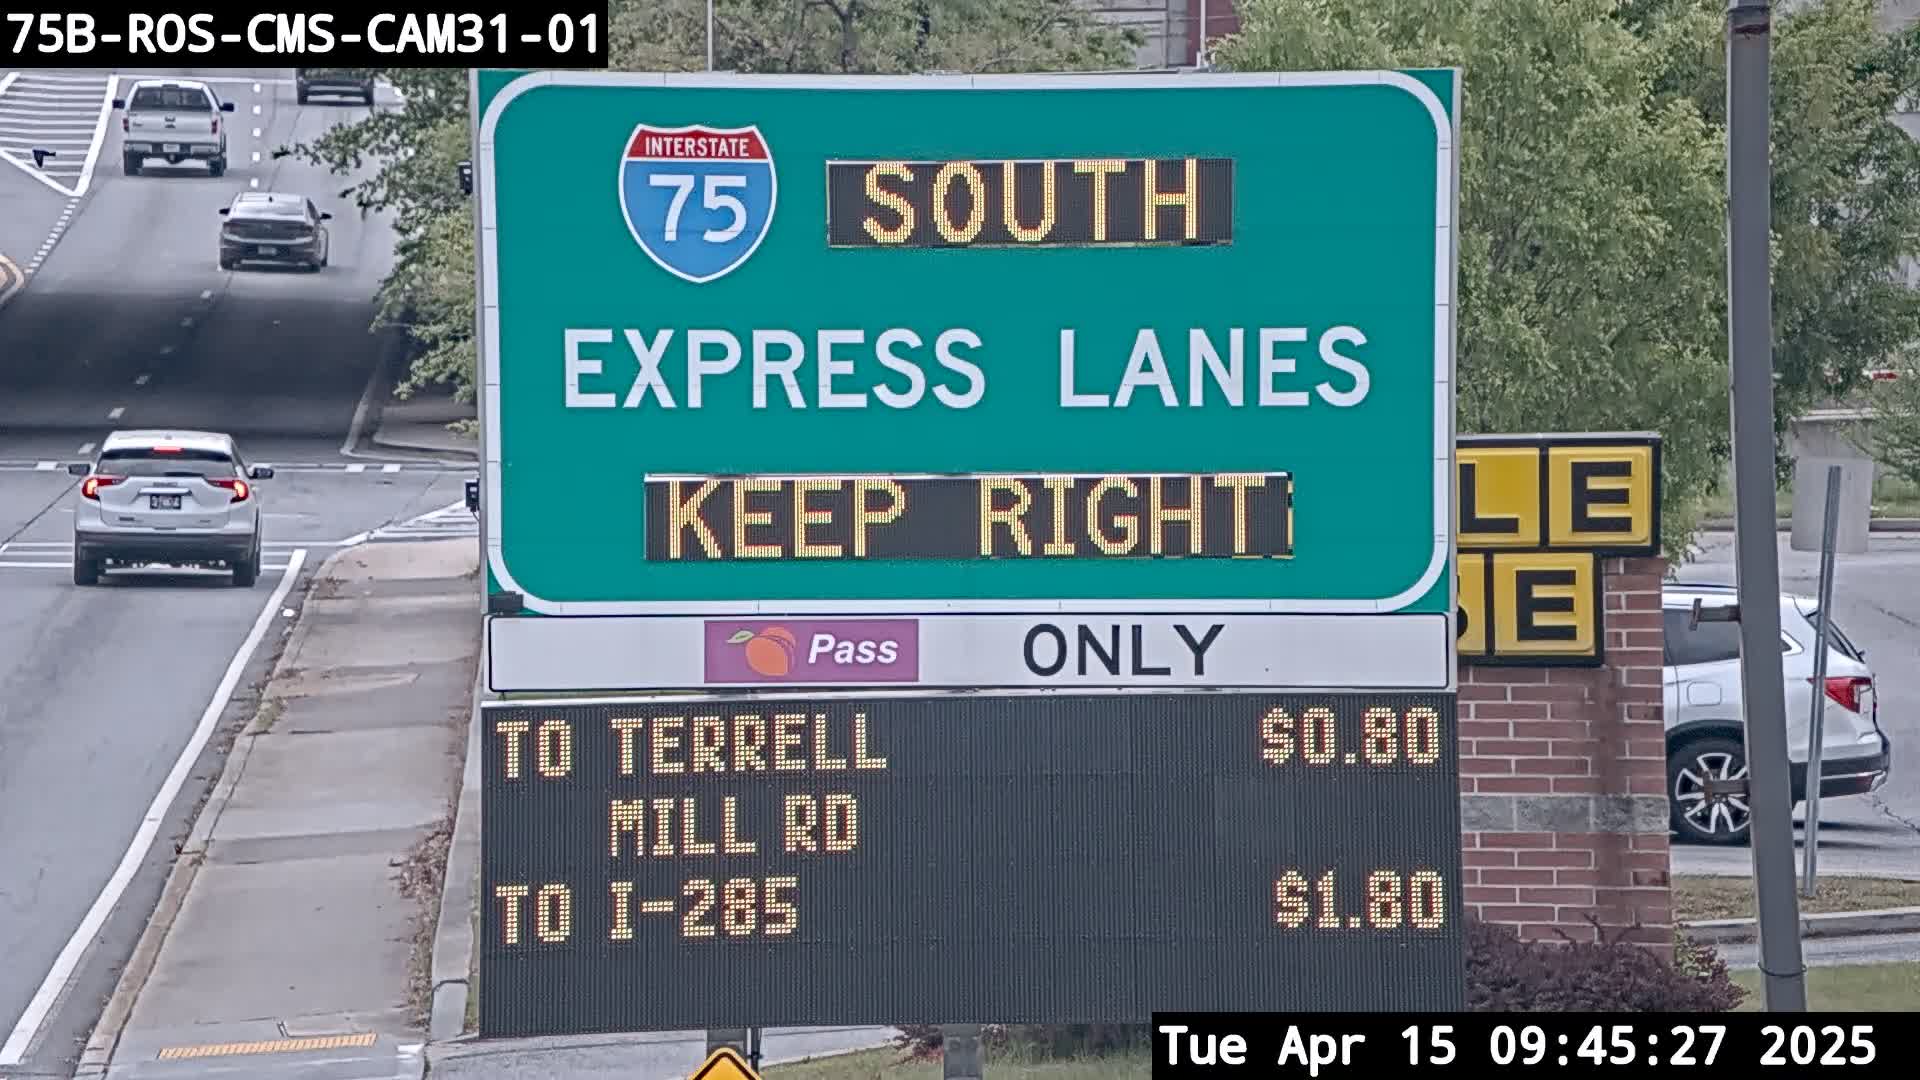 75B-ROS-CMS-CAM31-01
INTERSTATE
75
SOUTH
EXPRESS LANES
KEEP RIGHT
Pass ONLY
TO TERRELL $0.80
MILL RD
TO I-285 $1.80
LE
E
Tue Apr 15 09:45:27 2025